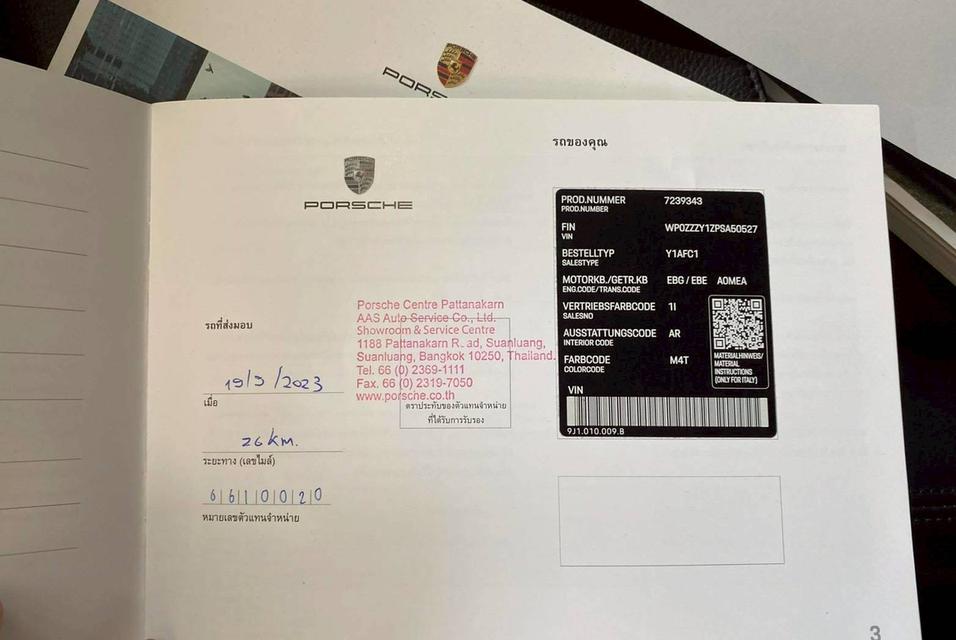 PORSCHE
รถของคุณ
PORSCHE
PROD.NUMMER 7239343
PROD.NUMBER
FIN WP0ZZZY1ZPSA50527
VIN
BESTELLTYP Y1AFC1
SALESTYPE
MOTORKB./GETR.KB EBG / EBE A0MEA
ENG.CODE/TRANS.CODE
VERTRIEBSFARBCODE 1I
SALESNO
AUSSTATTUNGSCODE AR
INTERIOR CODE
FARBCODE M4T
COLORCODE
MATERIALHINWEIS/
MATERIAL
INSTRUCTIONS
(ONLY FOR ITALY)
VIN
9J1.010.009.B
รถที่ส่งมอบ
Porsche Centre Pattanakarn
AAS Auto Service Co., Ltd.
Showroom & Service Centre
1188 Pattanakarn R. ad, Suanluang,
Suanluang, Bangkok 10250, Thailand.
Tel. 66 (0) 2369-1111
Fax. 66 (0) 2319-7050
www.porsche.co.th
ตราประทับของตัวแทนจำหน่าย
ที่ได้รับการรับรอง
19/9/2023
เมื่อ
26 km.
ระยะทาง (เลขไมล์)
6610020
หมายเลขตัวแทนจำหน่าย
3